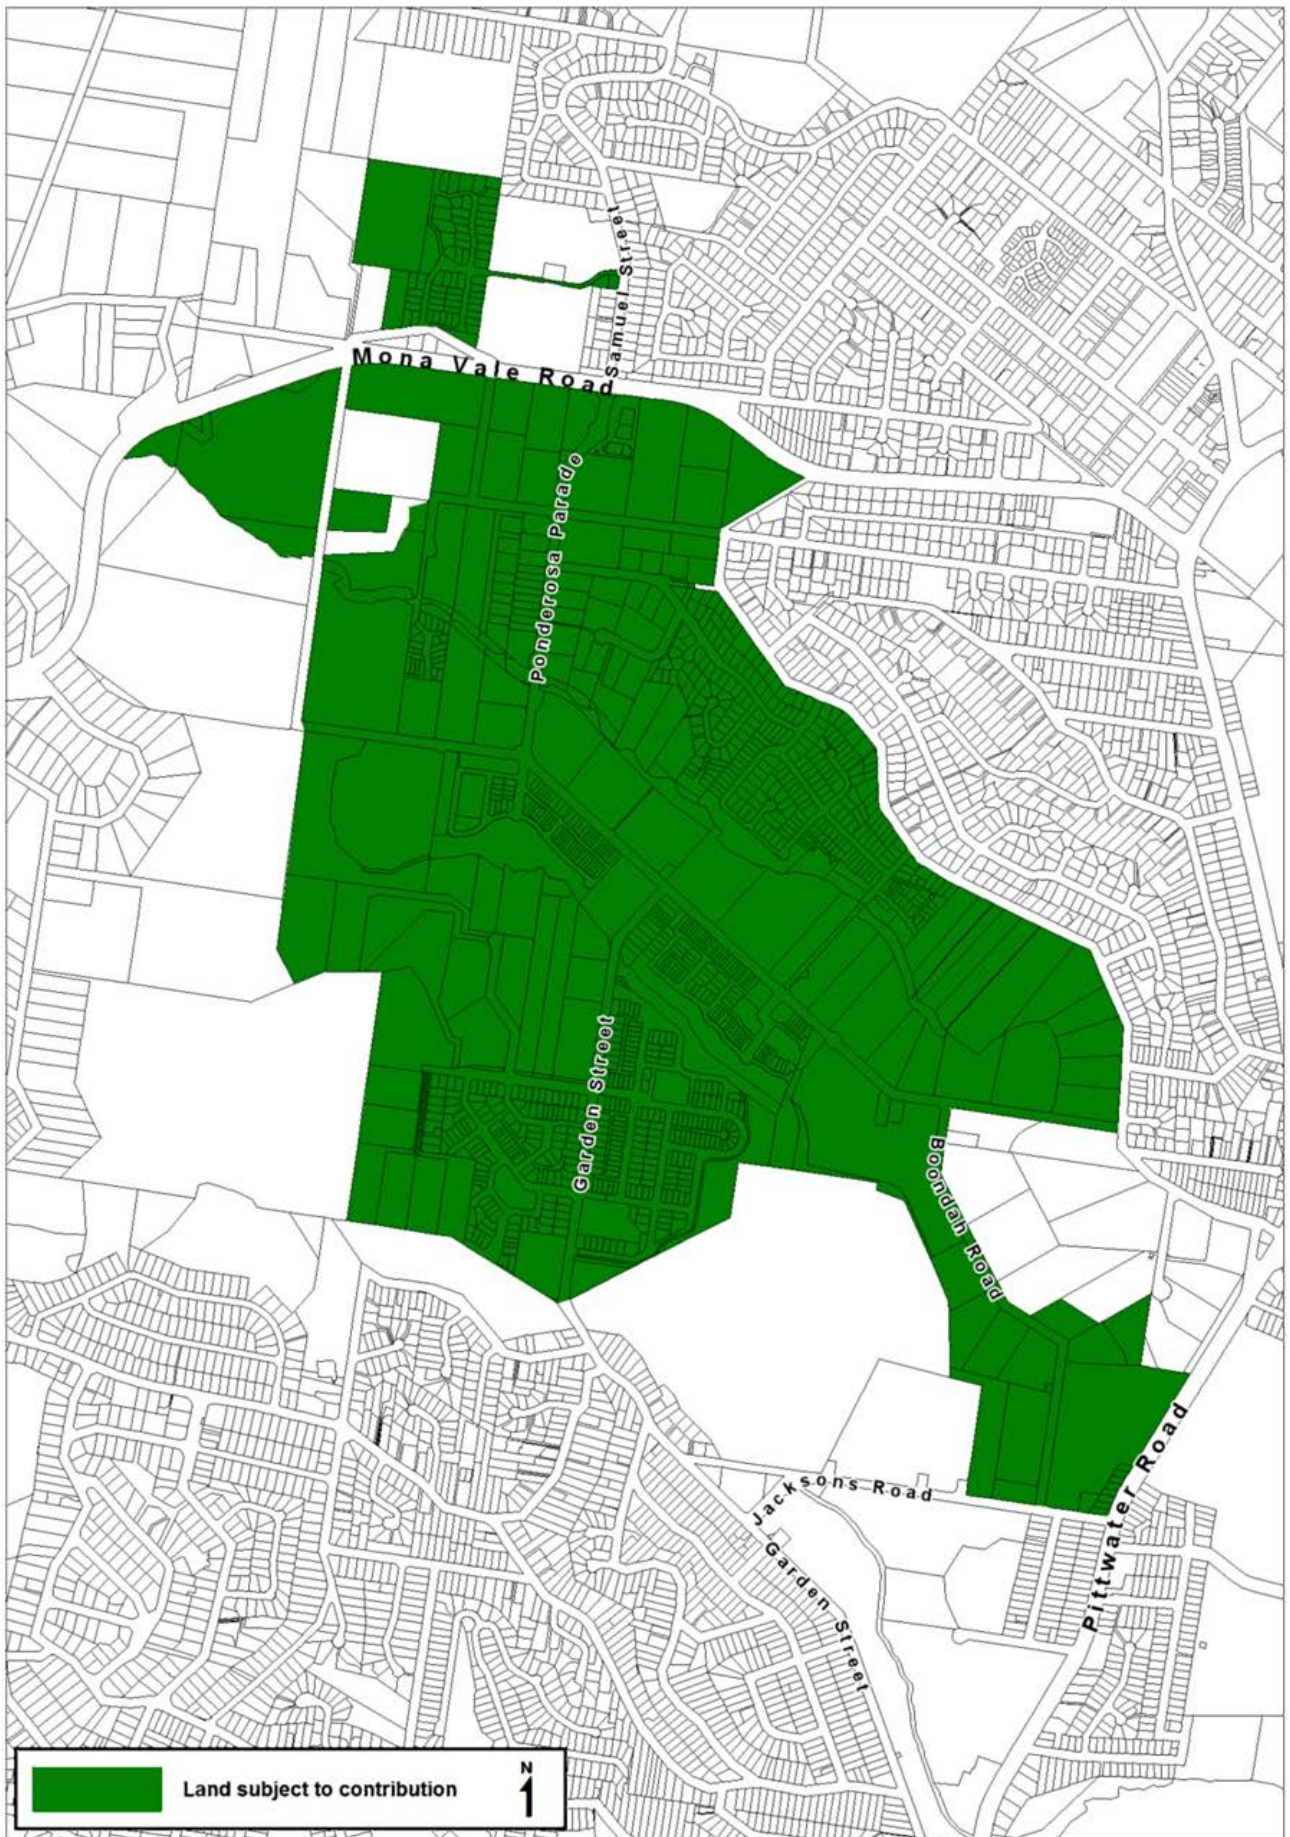 Samuel Street
Mona Vale Road
Ponderosa Parade
Garden Street
Boondah Road
Pittwater Road
Jacksons Road
Garden Street
Land subject to contribution
N